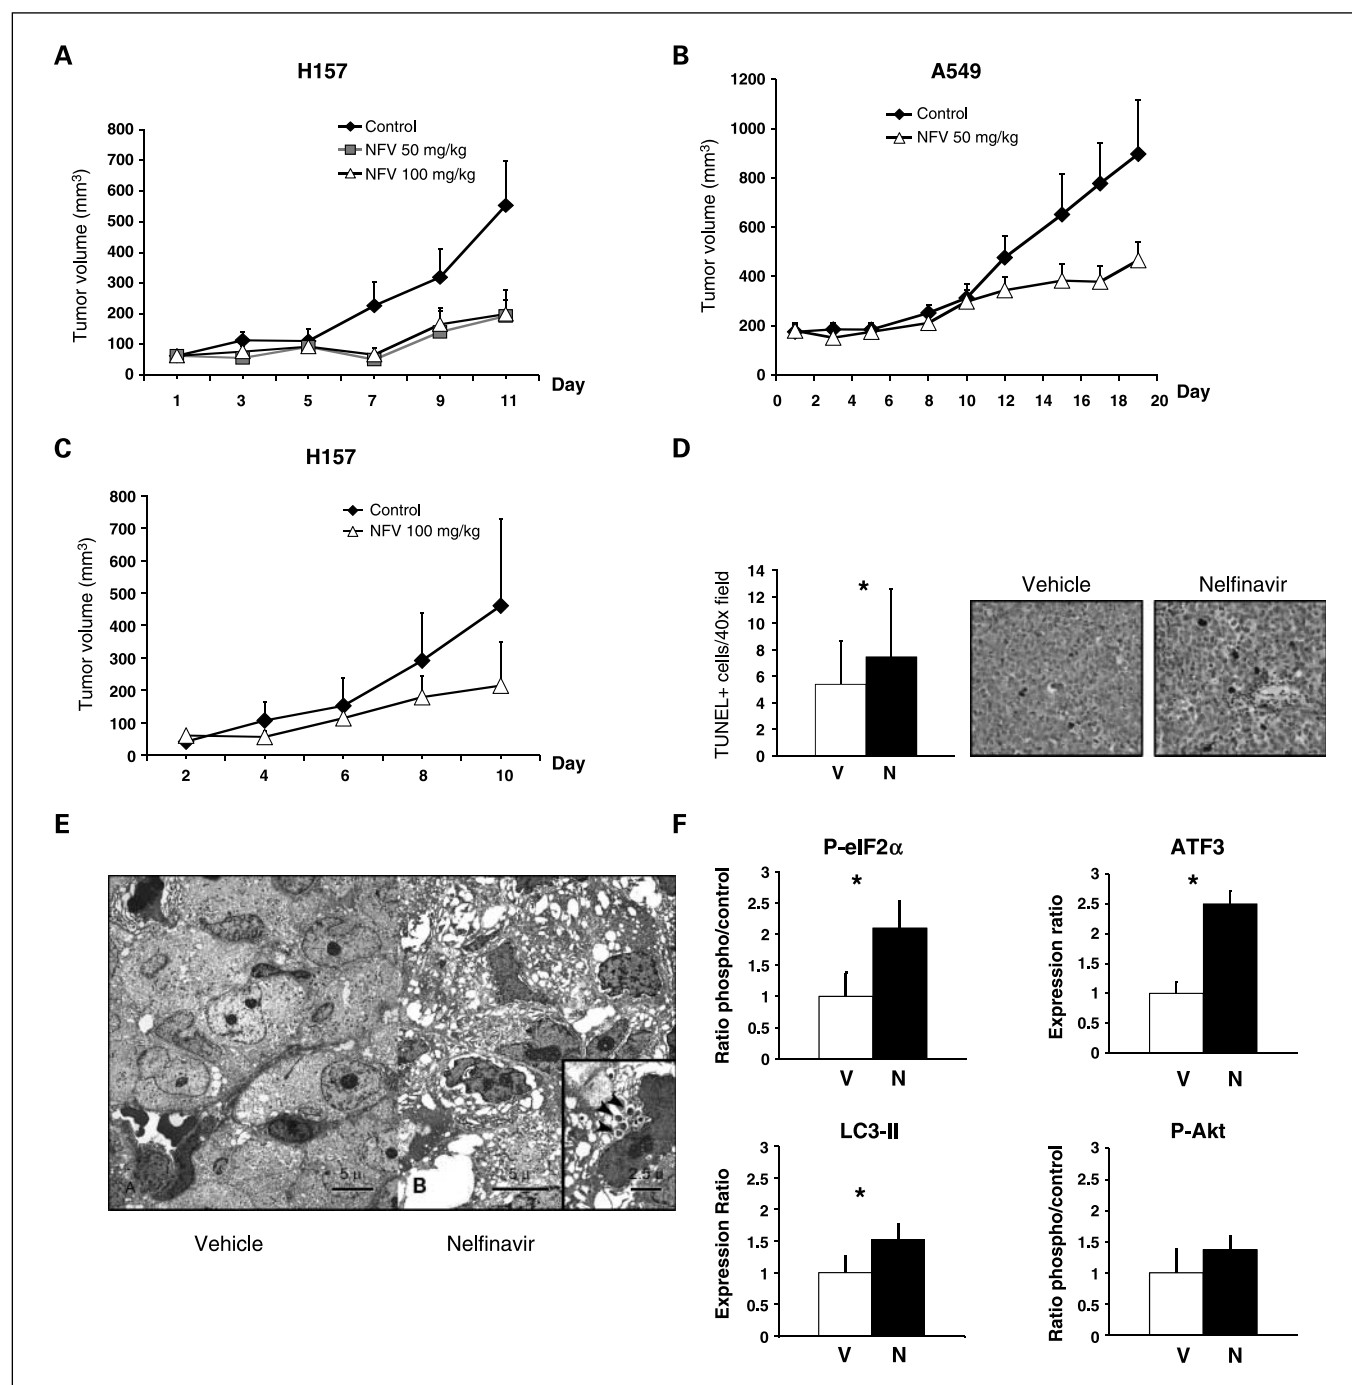 A
H157
Control
NFV 50 mg/kg
NFV 100 mg/kg
Tumor volume (mm³)
800
700
600
500
400
300
200
100
0
1 3 5 7 9 11
Day
B
A549
Control
NFV 50 mg/kg
Tumor volume (mm³)
1200
1000
800
600
400
200
0
0 2 4 6 8 10 12 14 16 18 20
Day
C
H157
Control
NFV 100 mg/kg
Tumor volume (mm³)
800
700
600
500
400
300
200
100
0
2 4 6 8 10
Day
D
TUNEL+ cells/40x field
14
12
10
8
6
4
2
0
*
V N
Vehicle Nelfinavir
E
A 5 µ
B 5 µ 2.5 µ
Vehicle Nelfinavir
F
P-eIF2α
Ratio phospho/control
3
2.5
2
1.5
1
0.5
0
*
V N
ATF3
Expression ratio
3
2.5
2
1.5
1
0.5
0
*
V N
LC3-II
Expression Ratio
3
2.5
2
1.5
1
0.5
0
*
V N
P-Akt
Ratio phospho/control
3
2.5
2
1.5
1
0.5
0
V N